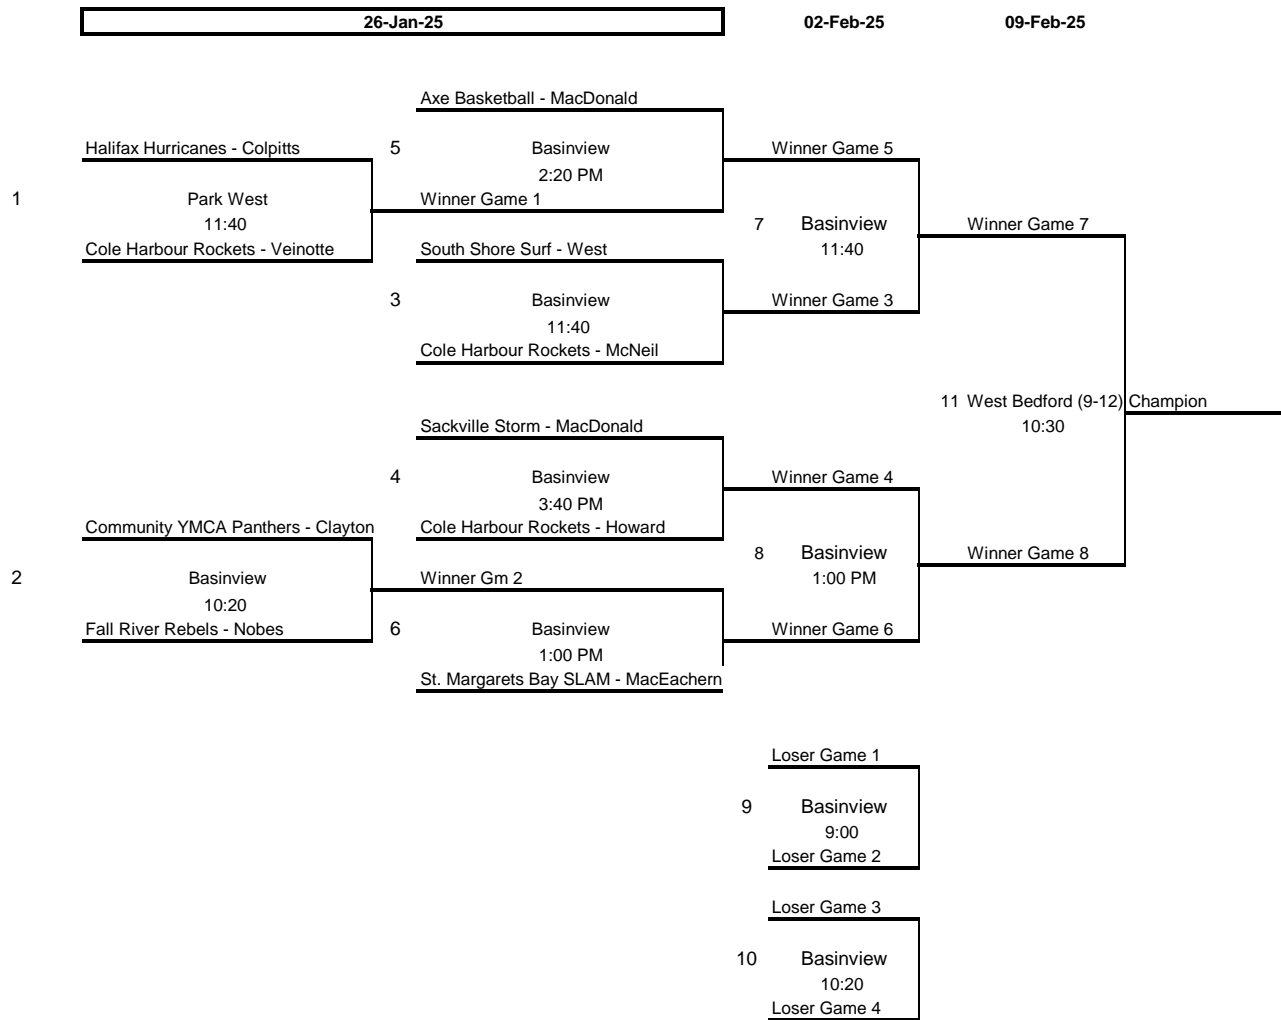 26-Jan-25 02-Feb-25 09-Feb-25
Axe Basketball - MacDonald
Halifax Hurricanes - Colpitts 5 Basinview Winner Game 5
2:20 PM
1 Park West Winner Game 1
11:40 7 Basinview Winner Game 7
Cole Harbour Rockets - Veinotte South Shore Surf - West 11:40
3 Basinview Winner Game 3
11:40
Cole Harbour Rockets - McNeil
11 West Bedford (9-12) Champion
Sackville Storm - MacDonald 10:30
4 Basinview Winner Game 4
3:40 PM
Community YMCA Panthers - Clayton Cole Harbour Rockets - Howard
8 Basinview Winner Game 8
2 Basinview Winner Gm 2 1:00 PM
10:20
Fall River Rebels - Nobes 6 Basinview Winner Game 6
1:00 PM
St. Margarets Bay SLAM - MacEachern
Loser Game 1
9 Basinview
9:00
Loser Game 2
Loser Game 3
10 Basinview
10:20
Loser Game 4